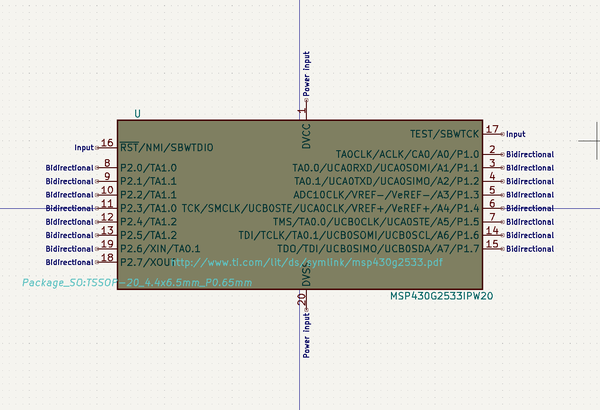 Power input
1
U
DVCC
TEST/SBWTCK 17 Input
Input 16 RST/NMI/SBWTDIO
TA0CLK/ACLK/CA0/A0/P1.0 2 Bidirectional
Bidirectional 8 P2.0/TA1.0
TA0.0/UCA0RXD/UCA0SOMI/A1/P1.1 3 Bidirectional
Bidirectional 9 P2.1/TA1.1
TA0.1/UCA0TXD/UCA0SIMO/A2/P1.2 4 Bidirectional
Bidirectional 10 P2.2/TA1.1
ADC10CLK/VREF-/VeREF-/A3/P1.3 5 Bidirectional
Bidirectional 11 P2.3/TA1.0
TCK/SMCLK/UCB0STE/UCA0CLK/VREF+/VeREF+/A4/P1.4 6 Bidirectional
Bidirectional 12 P2.4/TA1.2
TMS/TA0.0/UCB0CLK/UCA0STE/A5/P1.5 7 Bidirectional
Bidirectional 13 P2.5/TA1.2
TDI/TCLK/TA0.1/UCB0SOMI/UCB0SCL/A6/P1.6 14 Bidirectional
Bidirectional 19 P2.6/XIN/TA0.1
TDO/TDI/UCB0SIMO/UCB0SDA/A7/P1.7 15 Bidirectional
Bidirectional 18 P2.7/XOUT
http://www.ti.com/lit/ds/symlink/msp430g2533.pdf
DVSS
Package_SO:TSSOP-20_4.4x6.5mm_P0.65mm
MSP430G2533IPW20
20
Power input